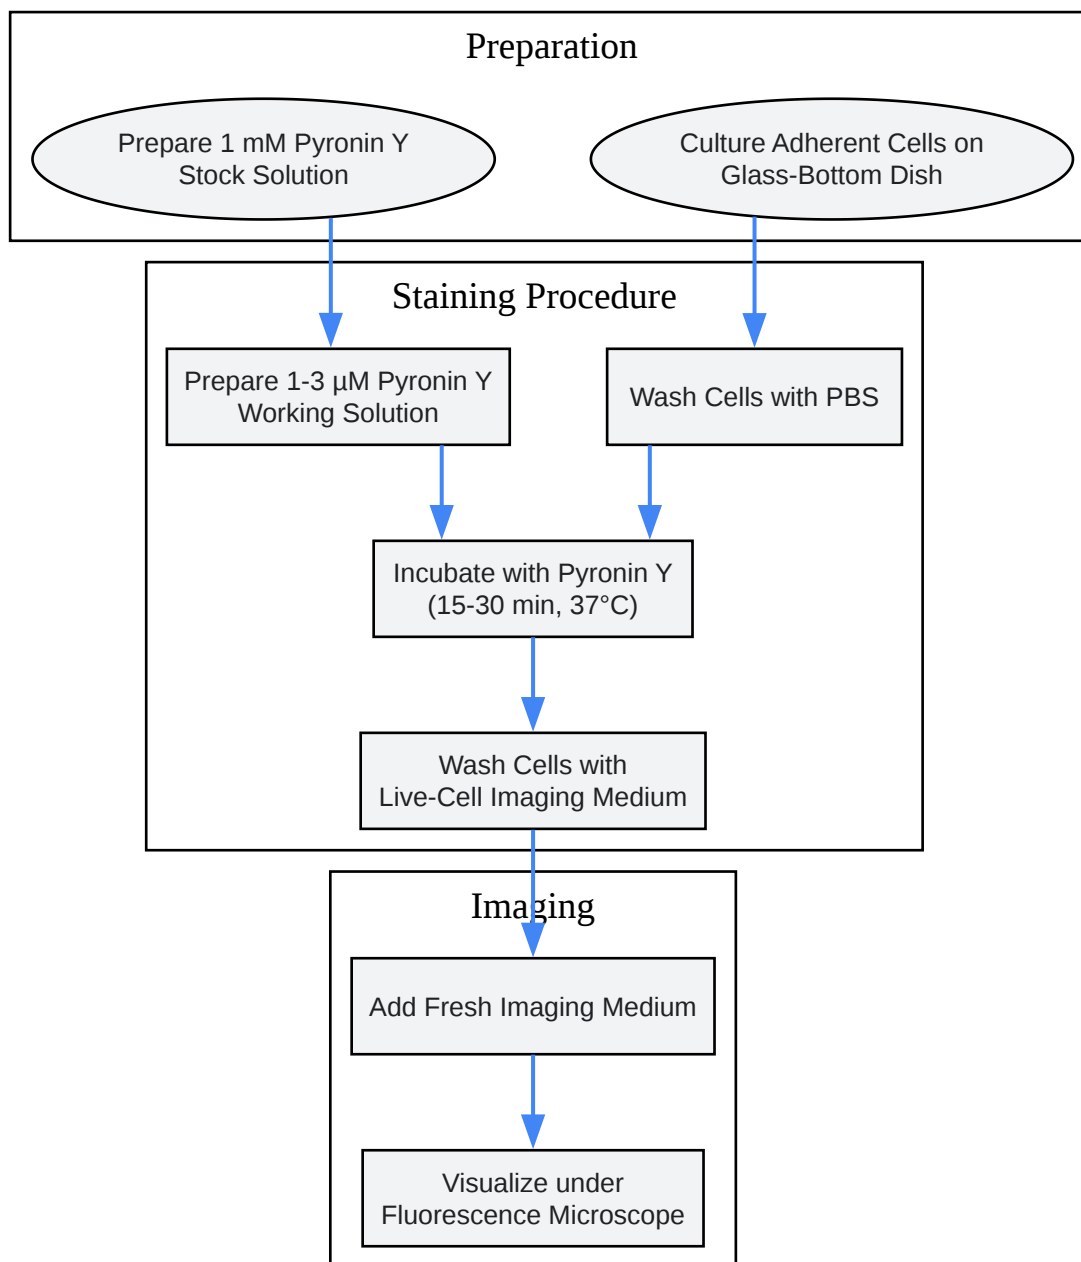 Preparation
Prepare 1 mM Pyronin Y
Stock Solution
Culture Adherent Cells on
Glass-Bottom Dish
Staining Procedure
Prepare 1-3 µM Pyronin Y
Working Solution
Wash Cells with PBS
Incubate with Pyronin Y
(15-30 min, 37°C)
Wash Cells with
Live-Cell Imaging Medium
Imaging
Add Fresh Imaging Medium
Visualize under
Fluorescence Microscope